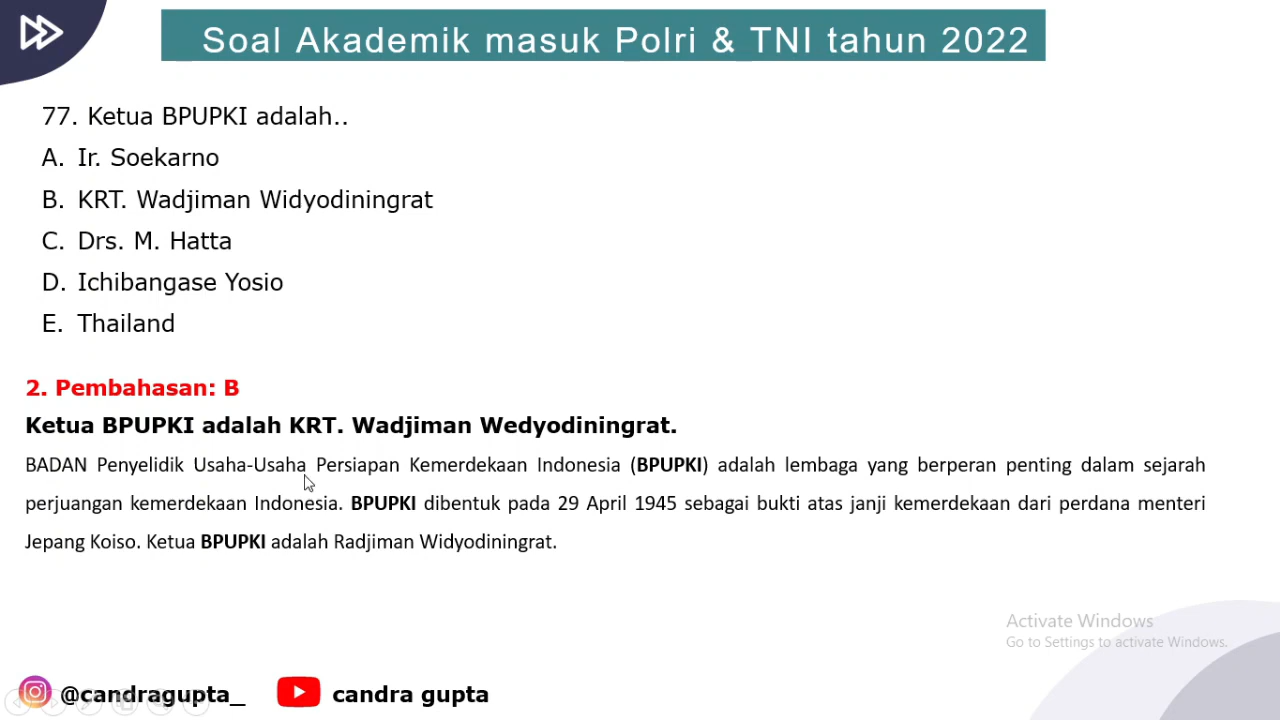 Soal Akademik masuk Polri & TNI tahun 2022
77. Ketua BPUPKI adalah..
A. Ir. Soekarno
B. KRT. Wadjiman Widyodiningrat
C. Drs. M. Hatta
D. Ichibangase Yosio
E. Thailand
2. Pembahasan: B
Ketua BPUPKI adalah KRT. Wadjiman Wedyodiningrat.
BADAN Penyelidik Usaha-Usaha Persiapan Kemerdekaan Indonesia (BPUPKI) adalah lembaga yang berperan penting dalam sejarah
perjuangan kemerdekaan Indonesia. BPUPKI dibentuk pada 29 April 1945 sebagai bukti atas janji kemerdekaan dari perdana menteri
Jepang Koiso. Ketua BPUPKI adalah Radjiman Widyodiningrat.
Activate Windows
Go to Settings to activate Windows.
@candragupta_ candra gupta